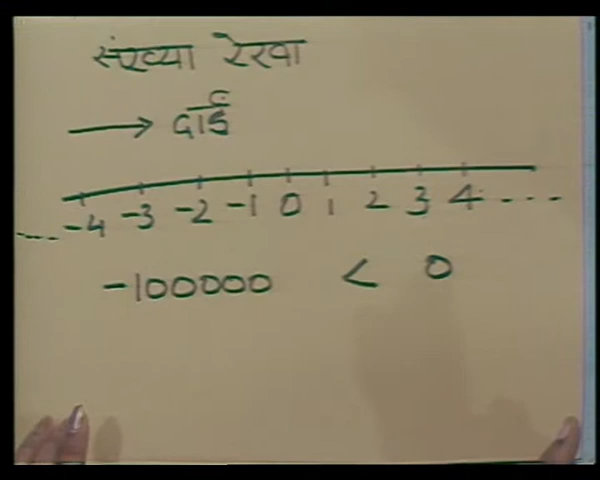 संख्या रेखा
→ दाईं
-4 -3 -2 -1 0 1 2 3 4 ....
....
-100000 < 0